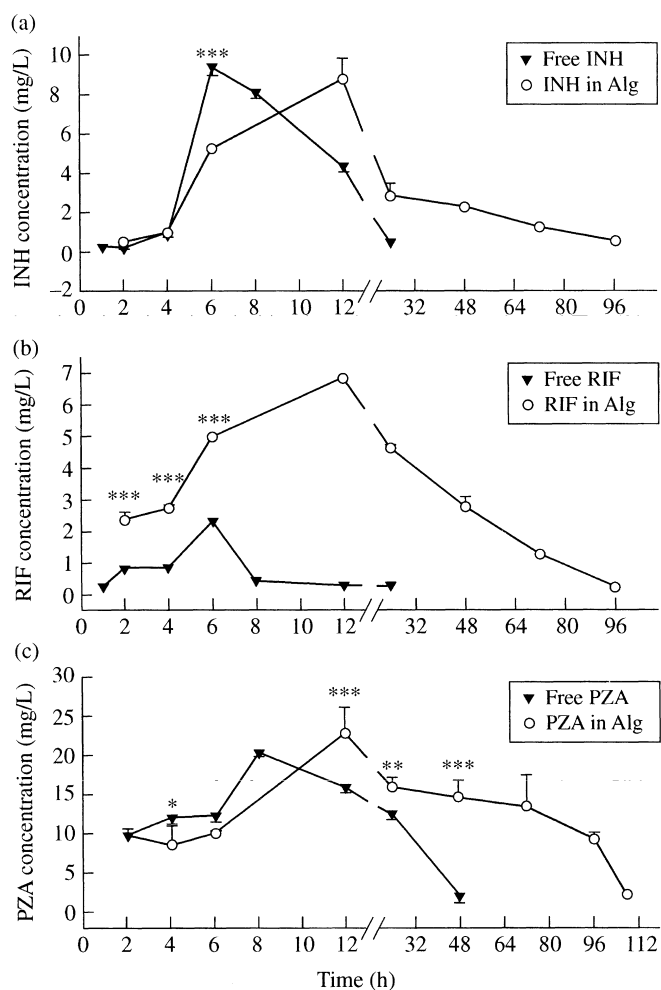 (a)
INH concentration (mg/L)
10
8
6
4
2
0
−2
***
Free INH
INH in Alg
0 2 4 6 8 10 12 32 48 64 80 96
(b)
RIF concentration (mg/L)
7
6
5
4
3
2
1
0
*** *** ***
Free RIF
RIF in Alg
0 2 4 6 8 10 12 32 48 64 80 96
(c)
PZA concentration (mg/L)
30
25
20
15
10
5
0
* *** ** ***
Free PZA
PZA in Alg
0 2 4 6 8 10 12 32 48 64 80 96 112
Time (h)